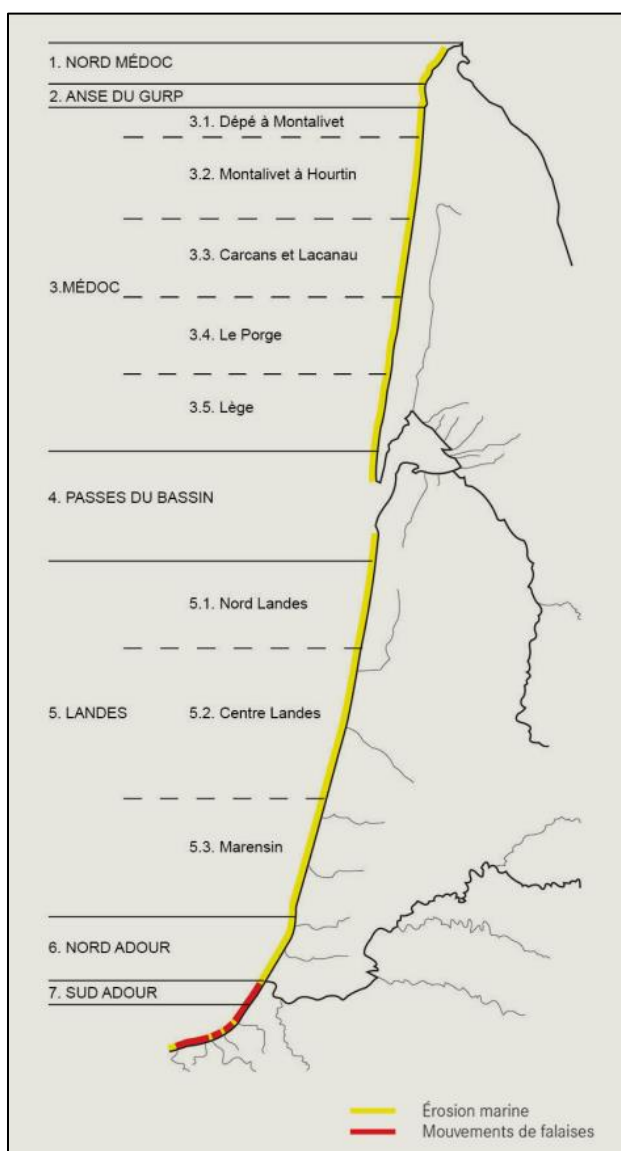 1. NORD MÉDOC
2. ANSE DU GURP
3.1. Dépé à Montalivet
3.2. Montalivet à Hourtin
3.3. Carcans et Lacanau
3.MÉDOC
3.4. Le Porge
3.5. Lège
4. PASSES DU BASSIN
5.1. Nord Landes
5. LANDES
5.2. Centre Landes
5.3. Marensin
6. NORD ADOUR
7. SUD ADOUR
Érosion marine
Mouvements de falaises